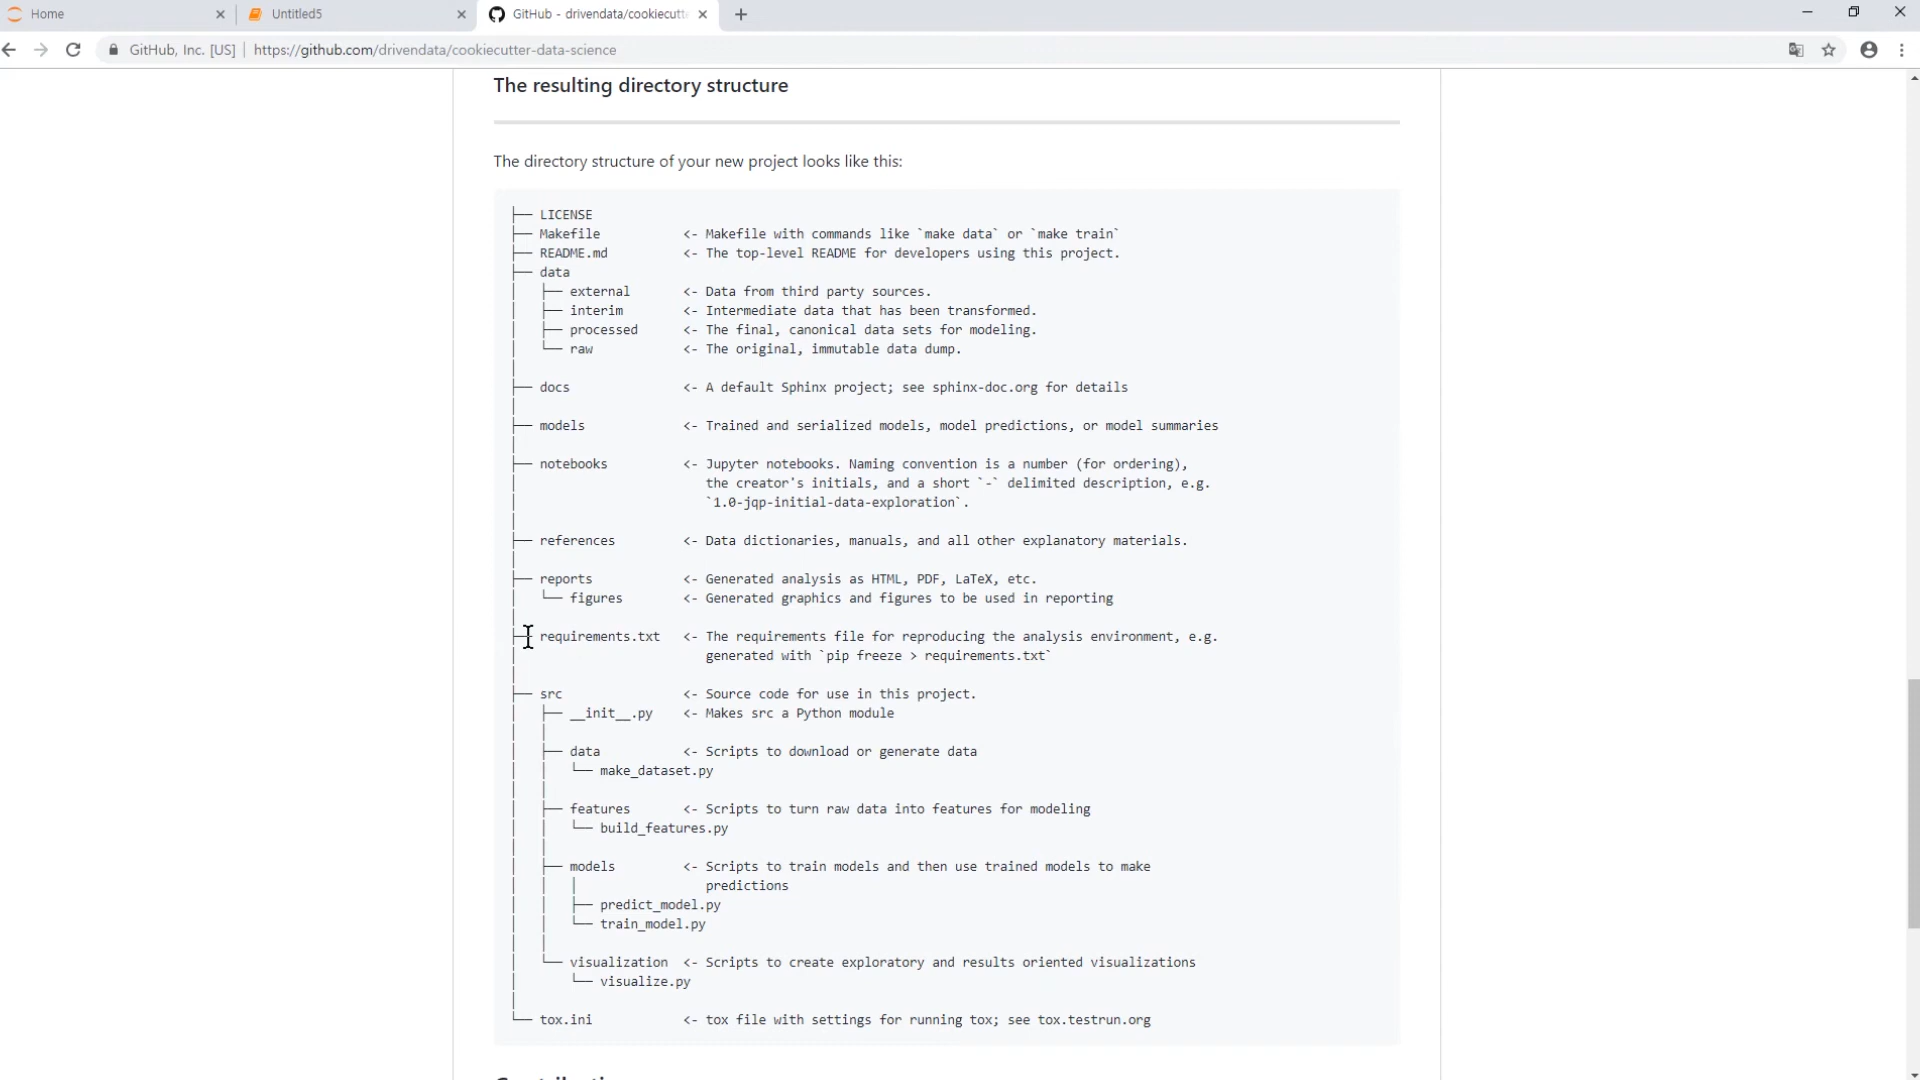 Home
Untitled5
GitHub - drivendata/cookiecutte
GitHub, Inc. [US] | https://github.com/drivendata/cookiecutter-data-science
The resulting directory structure
The directory structure of your new project looks like this:
├── LICENSE
├── Makefile <- Makefile with commands like `make data` or `make train`
├── README.md <- The top-level README for developers using this project.
├── data
│ ├── external <- Data from third party sources.
│ ├── interim <- Intermediate data that has been transformed.
│ ├── processed <- The final, canonical data sets for modeling.
│ └── raw <- The original, immutable data dump.
│
├── docs <- A default Sphinx project; see sphinx-doc.org for details
│
├── models <- Trained and serialized models, model predictions, or model summaries
│
├── notebooks <- Jupyter notebooks. Naming convention is a number (for ordering),
│ the creator's initials, and a short `-` delimited description, e.g.
│ `1.0-jqp-initial-data-exploration`.
│
├── references <- Data dictionaries, manuals, and all other explanatory materials.
│
├── reports <- Generated analysis as HTML, PDF, LaTeX, etc.
│ └── figures <- Generated graphics and figures to be used in reporting
│
├── requirements.txt <- The requirements file for reproducing the analysis environment, e.g.
│ generated with `pip freeze > requirements.txt`
│
├── src <- Source code for use in this project.
│ ├── __init__.py <- Makes src a Python module
│ │
│ ├── data <- Scripts to download or generate data
│ │ └── make_dataset.py
│ │
│ ├── features <- Scripts to turn raw data into features for modeling
│ │ └── build_features.py
│ │
│ ├── models <- Scripts to train models and then use trained models to make
│ │ │ predictions
│ │ ├── predict_model.py
│ │ └── train_model.py
│ │
│ └── visualization <- Scripts to create exploratory and results oriented visualizations
│ └── visualize.py
│
└── tox.ini <- tox file with settings for running tox; see tox.testrun.org